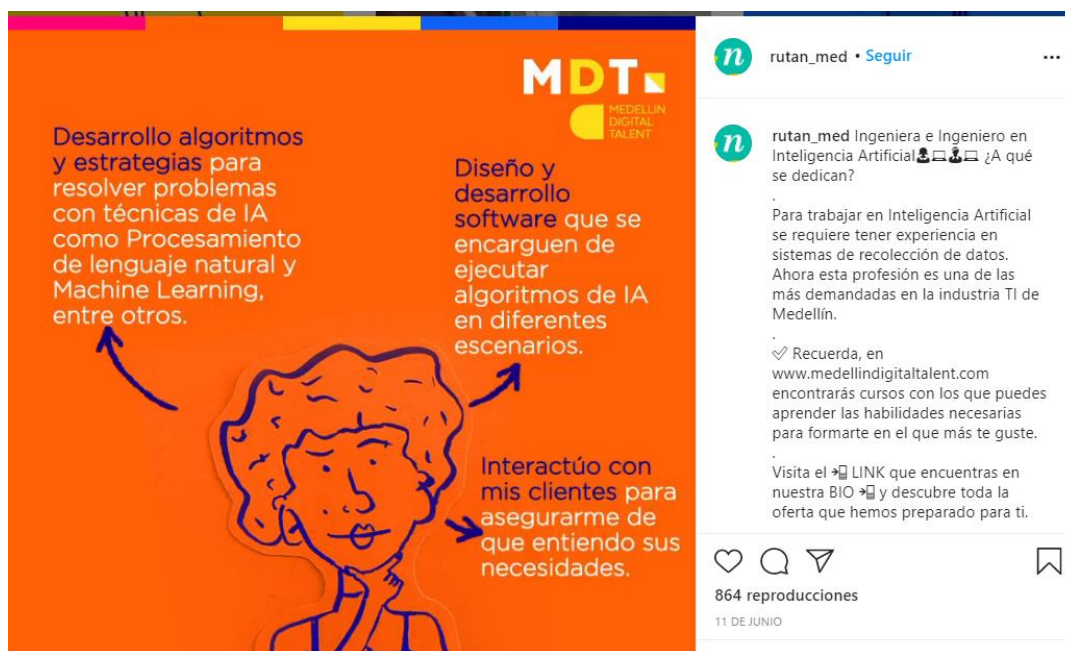 MDT
MEDELLIN
DIGITAL
TALENT
Desarrollo algoritmos
y estrategias para
resolver problemas
con técnicas de IA
como Procesamiento
de lenguaje natural y
Machine Learning,
entre otros.
Diseño y
desarrollo
software que se
encarguen de
ejecutar
algoritmos de IA
en diferentes
escenarios.
Interactúo con
mis clientes para
asegurarme de
que entiendo sus
necesidades.
n
rutan_med • Seguir
...
n
rutan_med Ingeniera e Ingeniero en
Inteligencia Artificial ¿A qué
se dedican?
.
Para trabajar en Inteligencia Artificial
se requiere tener experiencia en
sistemas de recolección de datos.
Ahora esta profesión es una de las
más demandadas en la industria TI de
Medellín.
.
✅ Recuerda, en
www.medellindigitaltalent.com
encontrarás cursos con los que puedes
aprender las habilidades necesarias
para formarte en el que más te guste.
.
Visita el 📲 LINK que encuentras en
nuestra BIO 📲 y descubre toda la
oferta que hemos preparado para ti.
864 reproducciones
11 DE JUNIO